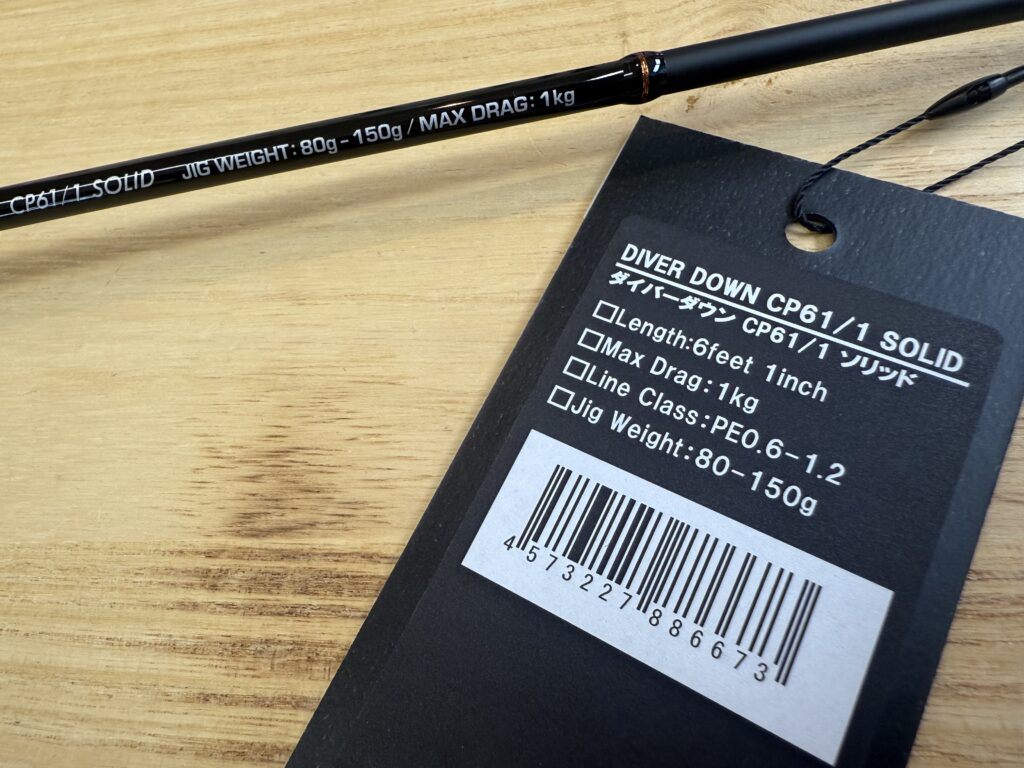 CP61/1 SOLID JIG WEIGHT: 80g-150g / MAX DRAG: 1kg
DIVER DOWN CP61/1 SOLID
ダイバーダウン CP61/1 ソリッド
□Length:6feet 1inch
□Max Drag:1kg
□Line Class:PE0.6-1.2
□Jig Weight:80-150g
4573227886673